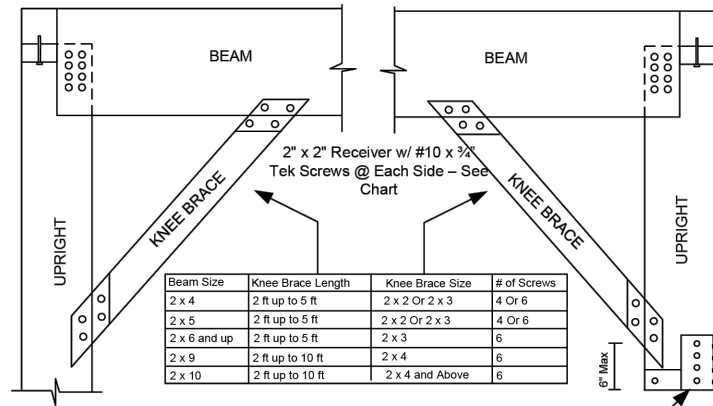 BEAM
BEAM
2" x 2" Receiver w/ #10 x ¾"
Tek Screws @ Each Side – See
Chart
KNEE BRACE
KNEE BRACE
UPRIGHT
UPRIGHT
Beam Size Knee Brace Length Knee Brace Size # of Screws
2 x 4 2 ft up to 5 ft 2 x 2 Or 2 x 3 4 Or 6
2 x 5 2 ft up to 5 ft 2 x 2 Or 2 x 3 4 Or 6
2 x 6 and up 2 ft up to 5 ft 2 x 3 6
2 x 9 2 ft up to 10 ft 2 x 4 6
2 x 10 2 ft up to 10 ft 2 x 4 and Above 6
6" Max